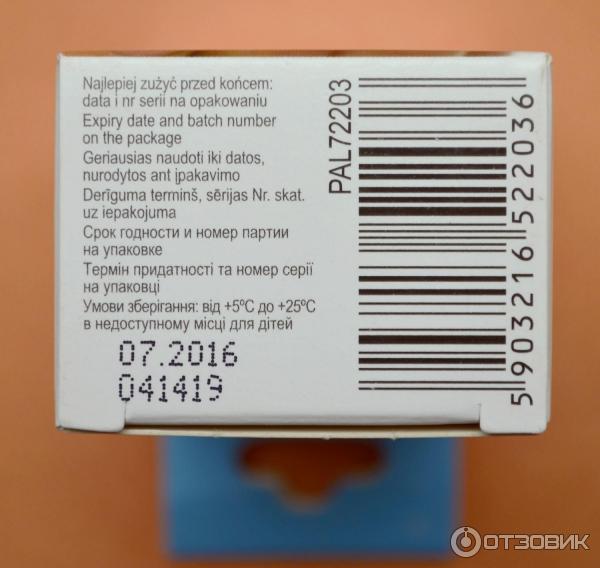 Najlepiej zużyć przed końcem:
data i nr serii na opakowaniu
Expiry date and batch number
on the package
Geriausias naudoti iki datos,
nurodytos ant įpakavimo
Derīguma terminš, sērijas Nr. skat.
uz iepakojuma
Срок годности и номер партии
на упаковке
Термін придатності та номер серії
на упаковці
Умови зберігання: від +5ºC до +25ºC
в недоступному місці для дітей
07.2016
041419
PAL72203
5 903216 522036
ОТЗОВИК